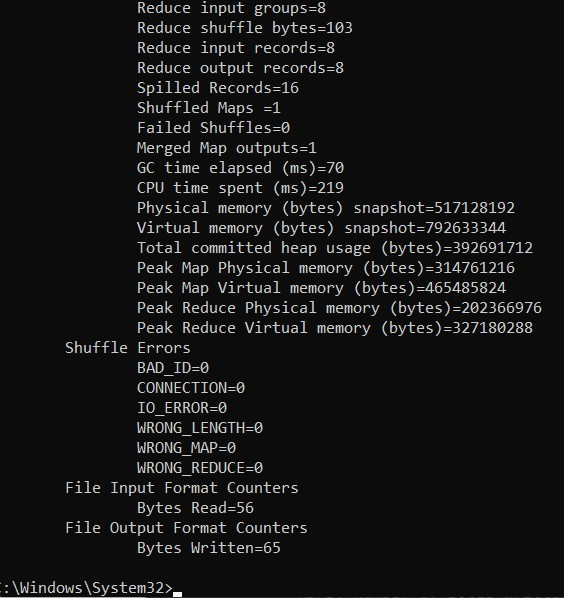 Reduce input groups=8
Reduce shuffle bytes=103
Reduce input records=8
Reduce output records=8
Spilled Records=16
Shuffled Maps =1
Failed Shuffles=0
Merged Map outputs=1
GC time elapsed (ms)=70
CPU time spent (ms)=219
Physical memory (bytes) snapshot=517128192
Virtual memory (bytes) snapshot=792633344
Total committed heap usage (bytes)=392691712
Peak Map Physical memory (bytes)=314761216
Peak Map Virtual memory (bytes)=465485824
Peak Reduce Physical memory (bytes)=202366976
Peak Reduce Virtual memory (bytes)=327180288
Shuffle Errors
BAD_ID=0
CONNECTION=0
IO_ERROR=0
WRONG_LENGTH=0
WRONG_MAP=0
WRONG_REDUCE=0
File Input Format Counters
Bytes Read=56
File Output Format Counters
Bytes Written=65
C:\Windows\System32>